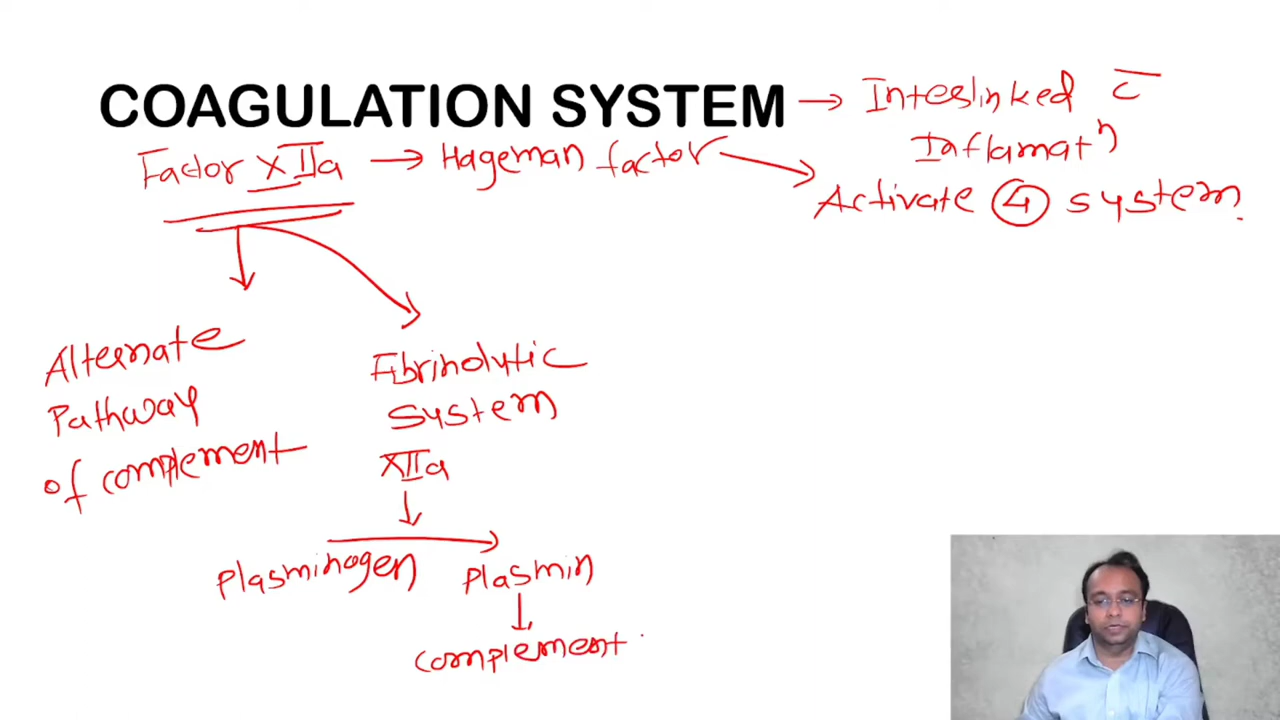 COAGULATION SYSTEM → Interlinked c̅
Inflamatⁿ
Factor XIIa → Hageman factor
Activate ④ system
Alternate
Pathway
of complement
Fibrinolytic
system
XIIa
Plasminogen → Plasmin
complement